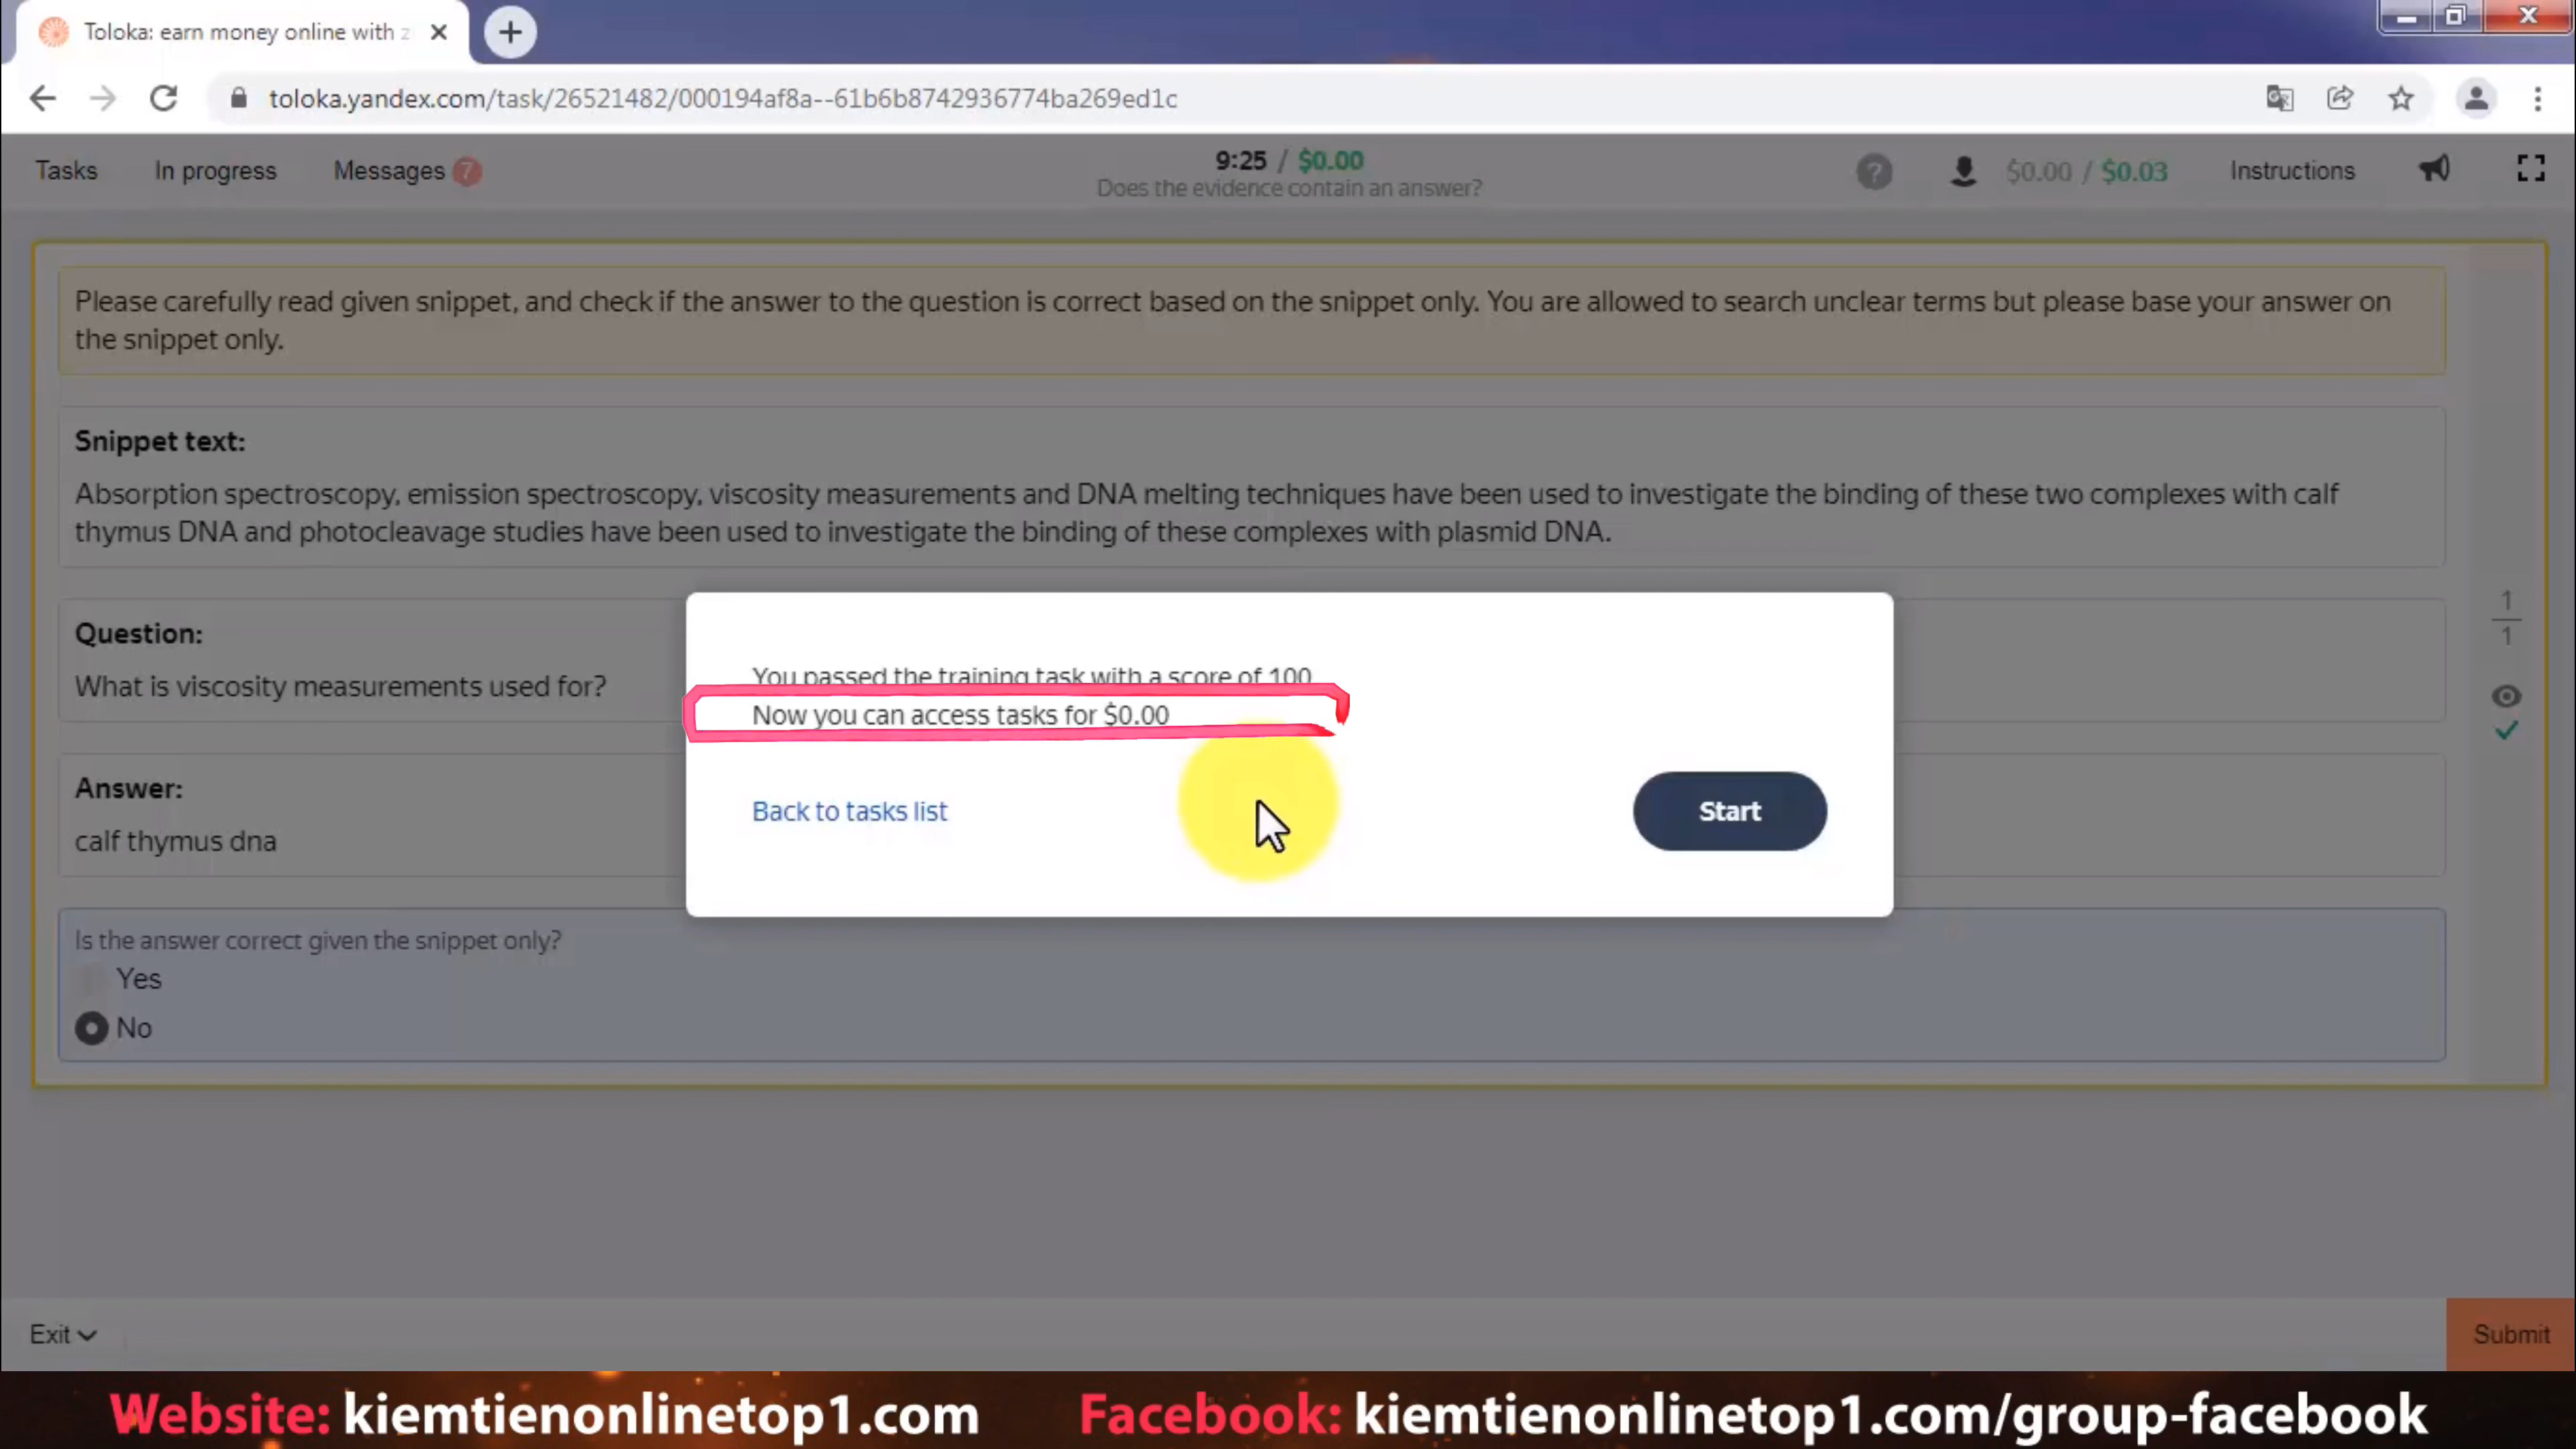 Toloka: earn money online with z
toloka.yandex.com/task/26521482/000194af8a--61b6b8742936774ba269ed1c
Tasks In progress Messages 7 9:25 / $0.00 ? $0.00 / $0.03 Instructions
Does the evidence contain an answer?
Please carefully read given snippet, and check if the answer to the question is correct based on the snippet only. You are allowed to search unclear terms but please base your answer on
the snippet only.
Snippet text:
Absorption spectroscopy, emission spectroscopy, viscosity measurements and DNA melting techniques have been used to investigate the binding of these two complexes with calf
thymus DNA and photocleavage studies have been used to investigate the binding of these complexes with plasmid DNA.
Question:
What is viscosity measurements used for?
1
1
You passed the training task with a score of 100
Now you can access tasks for $0.00
Back to tasks list Start
Answer:
calf thymus dna
Is the answer correct given the snippet only?
Yes
No
Exit Submit
Website: kiemtienonlinetop1.com Facebook: kiemtienonlinetop1.com/group-facebook